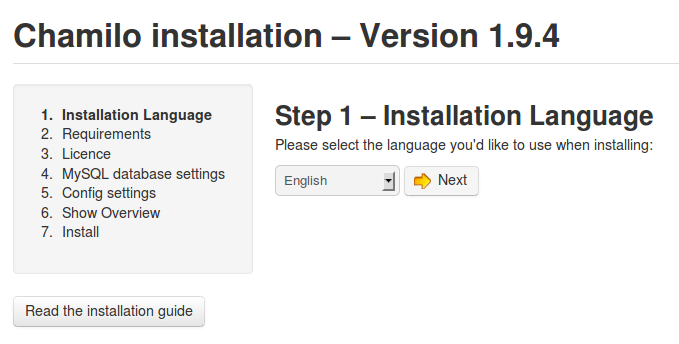 Chamilo installation – Version 1.9.4
1. Installation Language
2. Requirements
3. Licence
4. MySQL database settings
5. Config settings
6. Show Overview
7. Install
Read the installation guide
Step 1 – Installation Language
Please select the language you'd like to use when installing:
English
Next